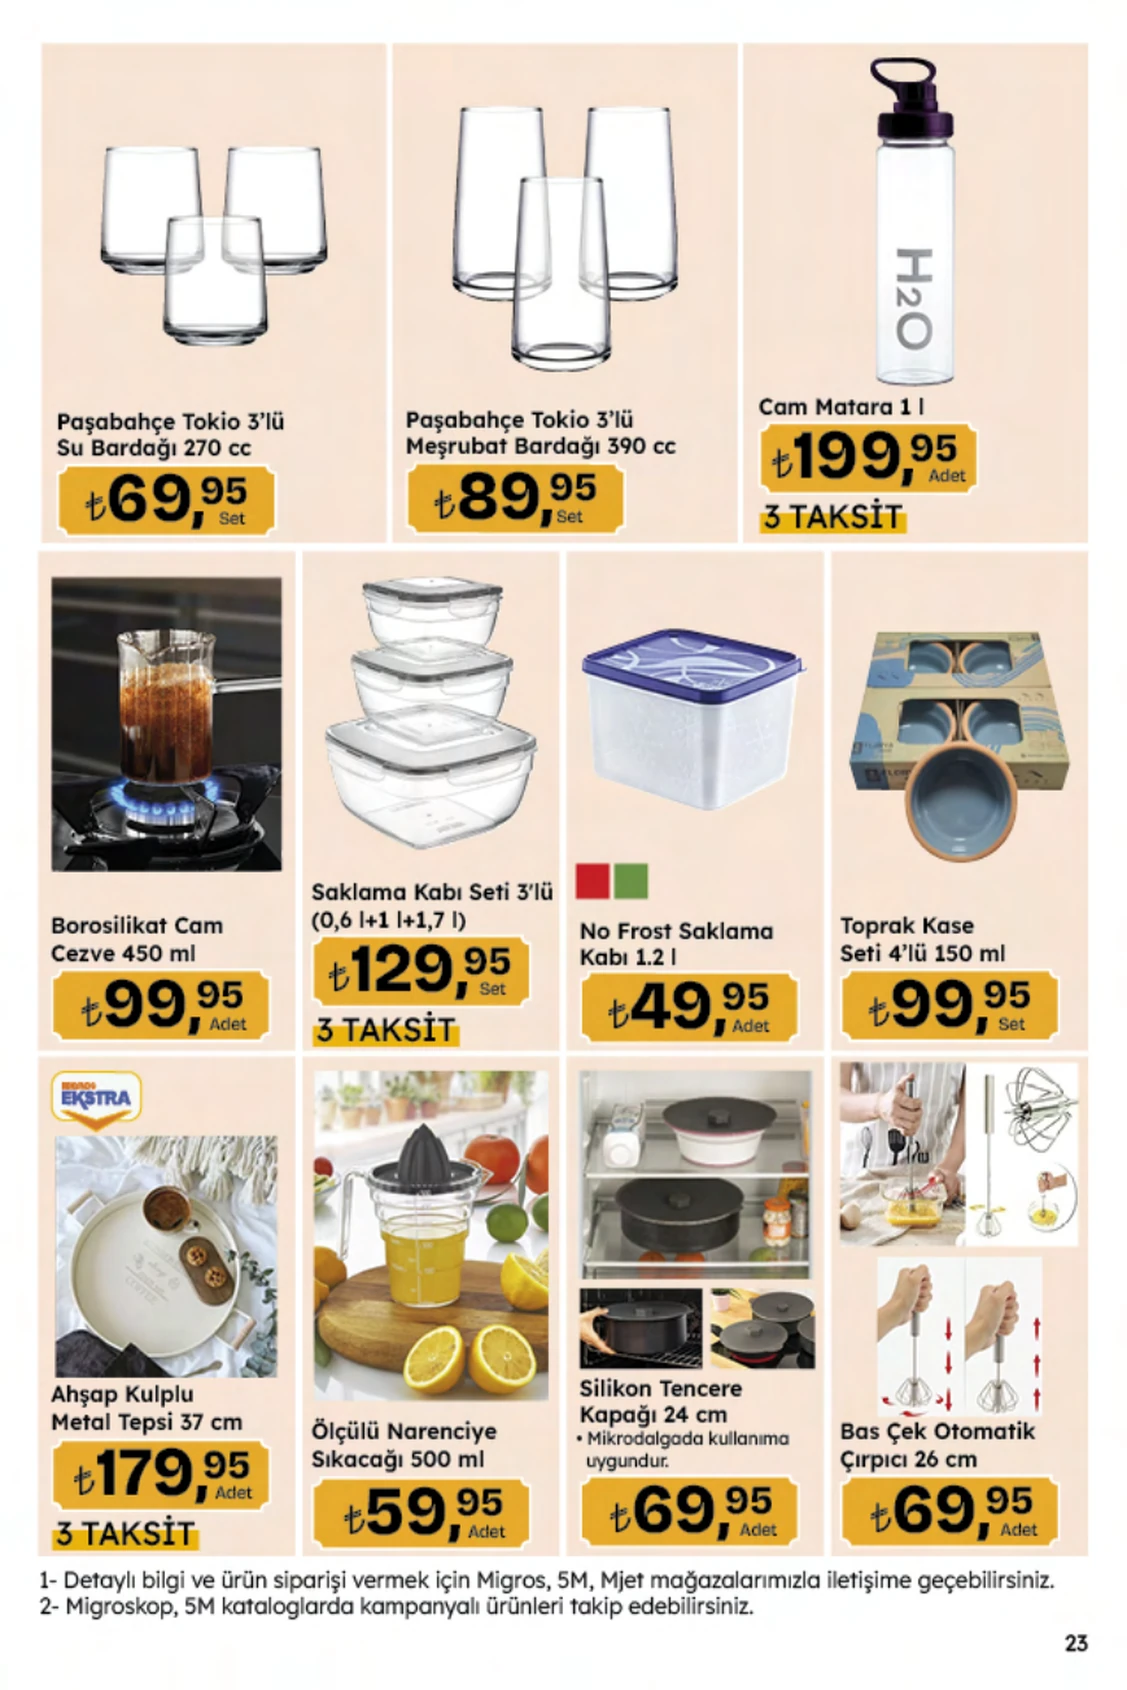 H2O
Paşabahçe Tokio 3'lü
Su Bardağı 270 cc
₺69,95
Set
Paşabahçe Tokio 3'lü
Meşrubat Bardağı 390 cc
₺89,95
Set
Cam Matara 1 l
₺199,95
Adet
3 TAKSİT
Borosilikat Cam
Cezve 450 ml
₺99,95
Adet
Saklama Kabı Seti 3'lü
(0,6 l+1 l+1,7 l)
₺129,95
Set
3 TAKSİT
No Frost Saklama
Kabı 1.2 l
₺49,95
Adet
Toprak Kase
Seti 4'lü 150 ml
₺99,95
Set
MIGROS
EKSTRA
Ahşap Kulplu
Metal Tepsi 37 cm
₺179,95
Adet
3 TAKSİT
Ölçülü Narenciye
Sıkacağı 500 ml
₺59,95
Adet
Silikon Tencere
Kapağı 24 cm
• Mikrodalgada kullanıma
uygundur.
₺69,95
Adet
Bas Çek Otomatik
Çırpıcı 26 cm
₺69,95
Adet
1- Detaylı bilgi ve ürün siparişi vermek için Migros, 5M, Mjet mağazalarımızla iletişime geçebilirsiniz.
2- Migroskop, 5M kataloglarda kampanyalı ürünleri takip edebilirsiniz.
23